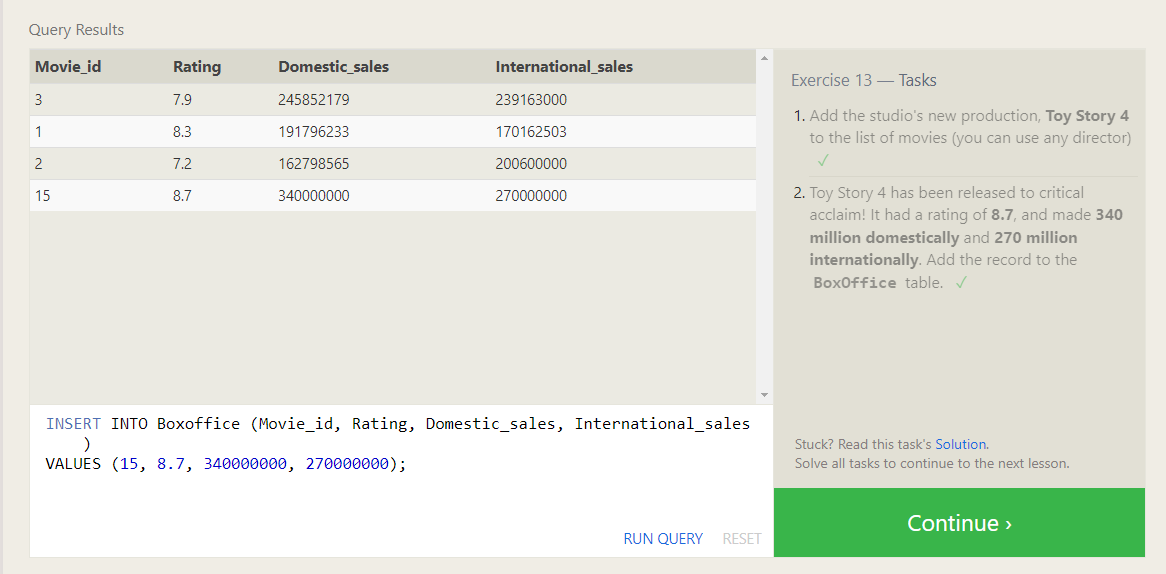 Query Results
Movie_id Rating Domestic_sales International_sales
3 7.9 245852179 239163000
1 8.3 191796233 170162503
2 7.2 162798565 200600000
15 8.7 340000000 270000000
INSERT INTO Boxoffice (Movie_id, Rating, Domestic_sales, International_sales
)
VALUES (15, 8.7, 340000000, 270000000);
RUN QUERY RESET
Exercise 13 — Tasks
1. Add the studio's new production, Toy Story 4
to the list of movies (you can use any director)
✓
2. Toy Story 4 has been released to critical
acclaim! It had a rating of 8.7, and made 340
million domestically and 270 million
internationally. Add the record to the
BoxOffice table. ✓
Stuck? Read this task's Solution.
Solve all tasks to continue to the next lesson.
Continue ›